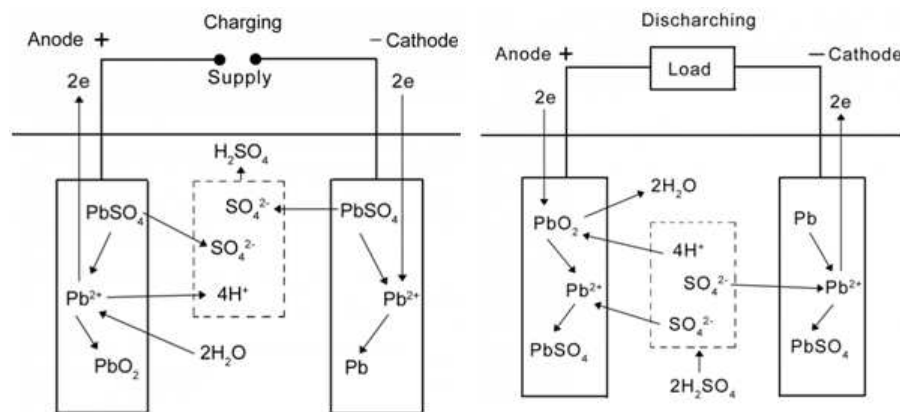 Charging
Anode +
− Cathode
Supply
2e
2e
H₂SO₄
PbSO₄
SO₄²⁻
PbSO₄
SO₄²⁻
Pb²⁺
4H⁺
Pb²⁺
2H₂O
PbO₂
Pb
Discharching
Anode +
− Cathode
Load
2e
2e
2H₂O
PbO₂
Pb
4H⁺
Pb²⁺
SO₄²⁻
Pb²⁺
SO₄²⁻
PbSO₄
PbSO₄
2H₂SO₄